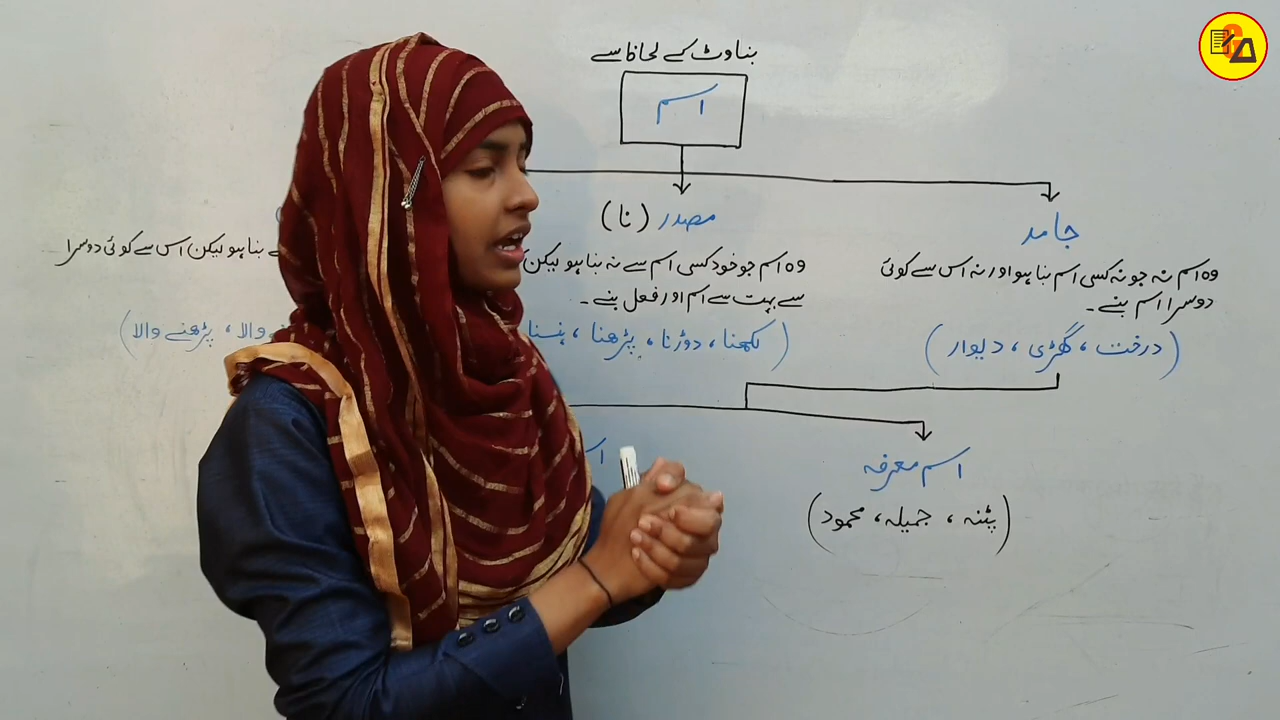 بناوٹ کے لحاظ سے
اسم
جامد
وہ اسم نہ جو نہ کسی اسم بنا ہو اور نہ اس سے کوئی
دوسرا اسم بنے۔
(درخت، گھڑی، دیوار)
مصدر (نا)
وہ اسم جو خود کسی اسم سے نہ بنا ہو لیکن
سے بہت سے اسم اور فعل بنے۔
(لکھنا، دوڑنا، پڑھنا، ہنسنا
بنا ہو لیکن اس سے کوئی دوسرا
والا، پڑھنے والا)
اسم معرفہ
(پٹنہ، جمیلہ، محمود)